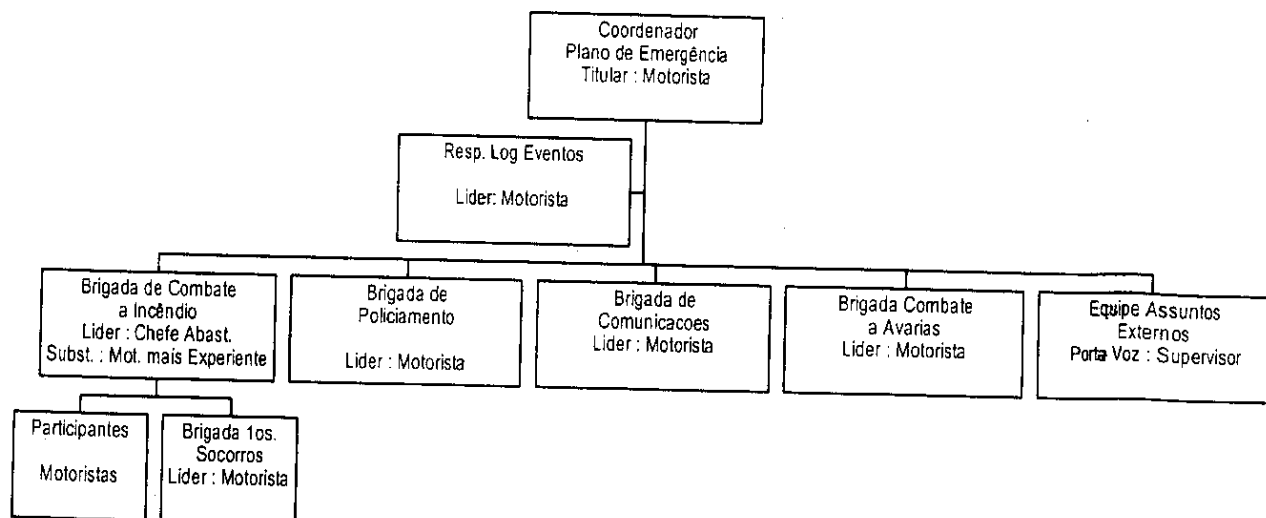 Coordenador
Plano de Emergência
Titular : Motorista
Resp. Log Eventos
Lider: Motorista
Brigada de Combate
a Incêndio
Lider : Chefe Abast.
Subst. : Mot. mais Experiente
Brigada de
Policiamento
Lider : Motorista
Brigada de
Comunicacoes
Lider : Motorista
Brigada Combate
a Avarias
Lider : Motorista
Equipe Assuntos
Externos
Porta Voz : Supervisor
Participantes
Motoristas
Brigada 1os.
Socorros
Lider : Motorista